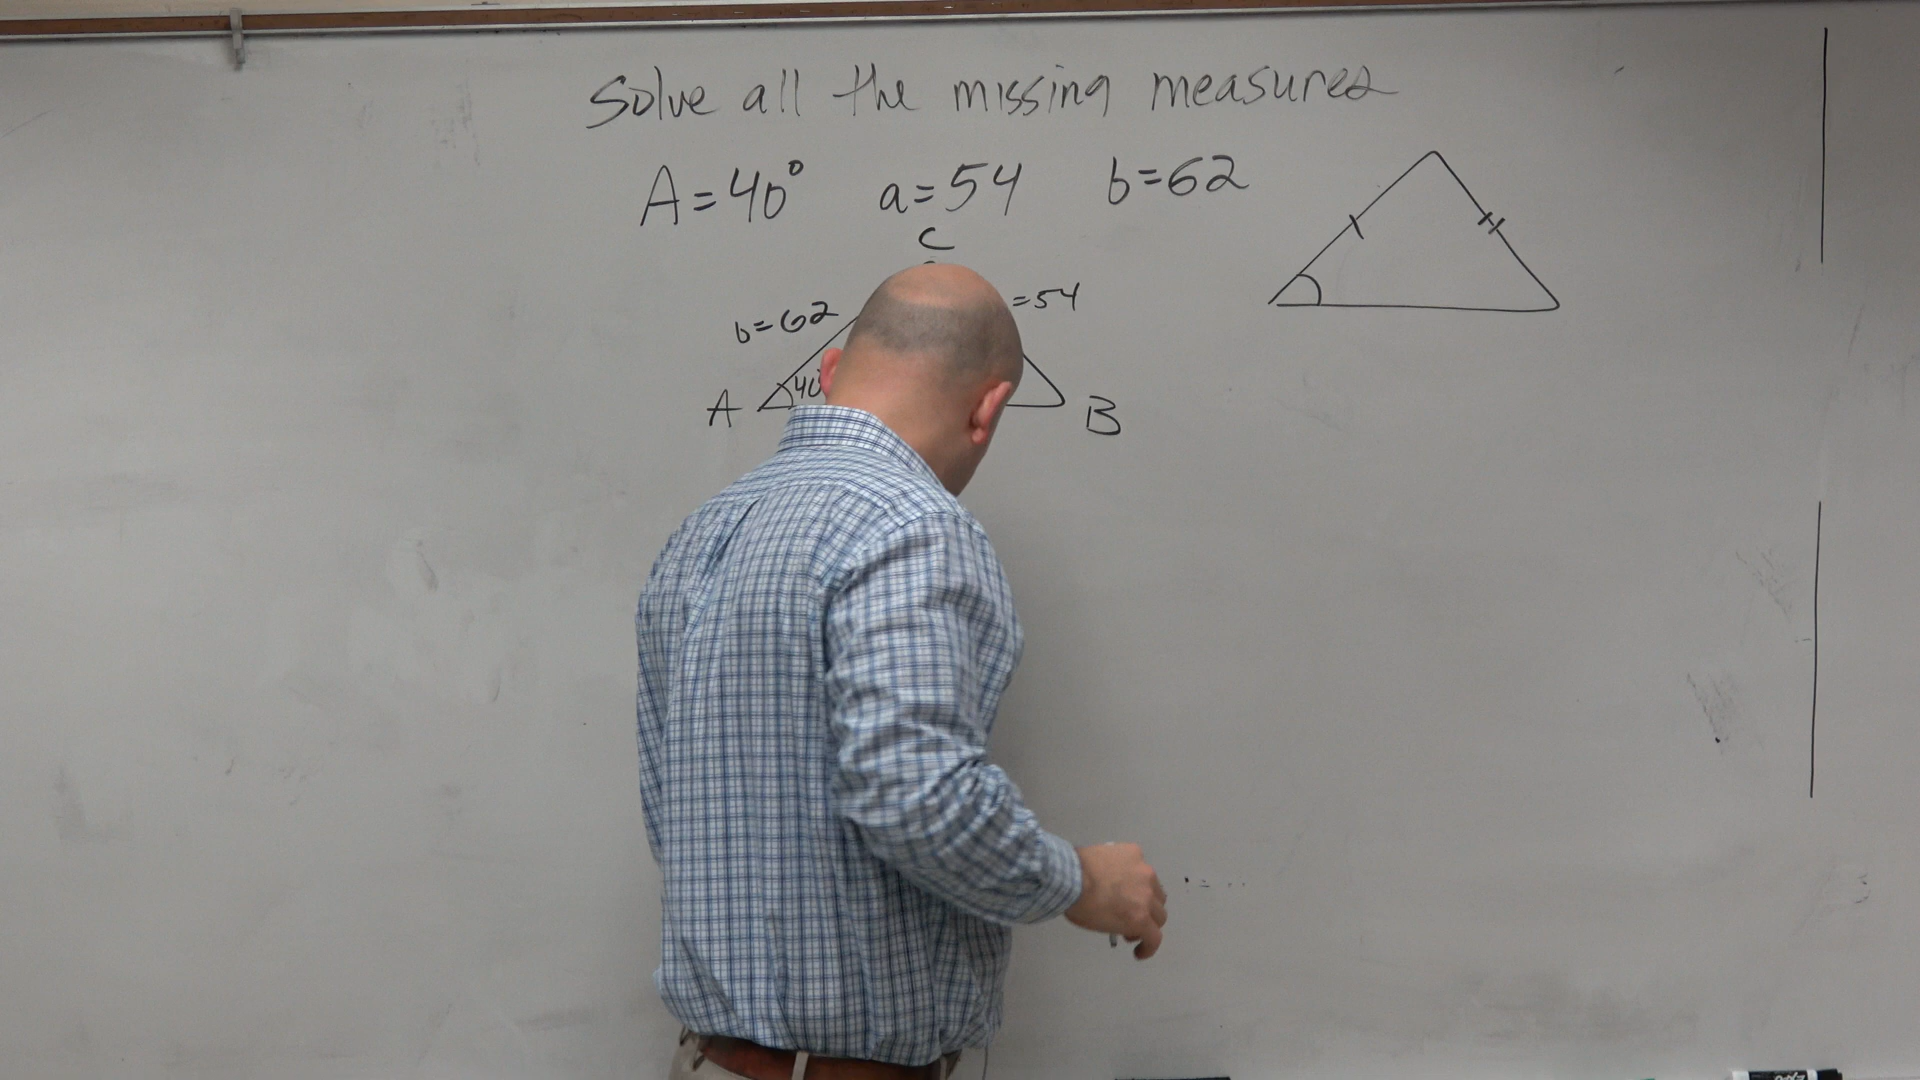 Solve all the missing measures
A=40° a=54 b=62
C
b=62 =54
A 40° B